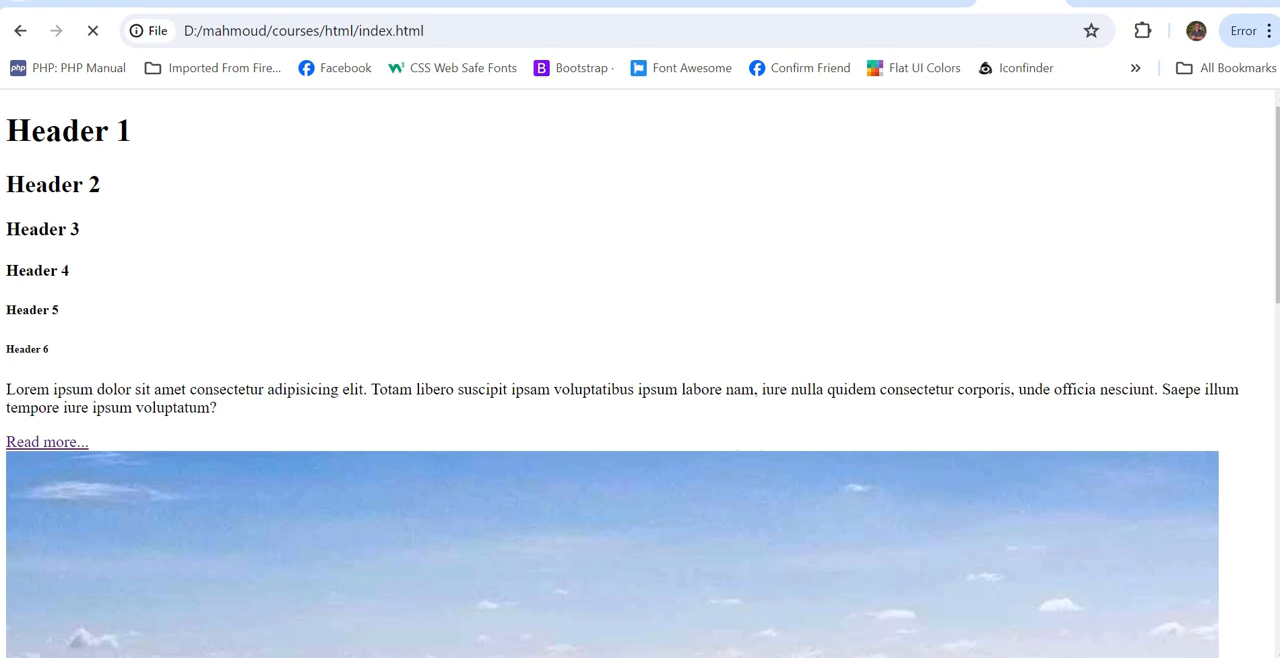 File D:/mahmoud/courses/html/index.html Error
php PHP: PHP Manual Imported From Fire... Facebook CSS Web Safe Fonts B Bootstrap · Font Awesome Confirm Friend Flat UI Colors Iconfinder » All Bookmarks
Header 1
Header 2
Header 3
Header 4
Header 5
Header 6
Lorem ipsum dolor sit amet consectetur adipisicing elit. Totam libero suscipit ipsam voluptatibus ipsum labore nam, iure nulla quidem consectetur corporis, unde officia nesciunt. Saepe illum
tempore iure ipsum voluptatum?
Read more...